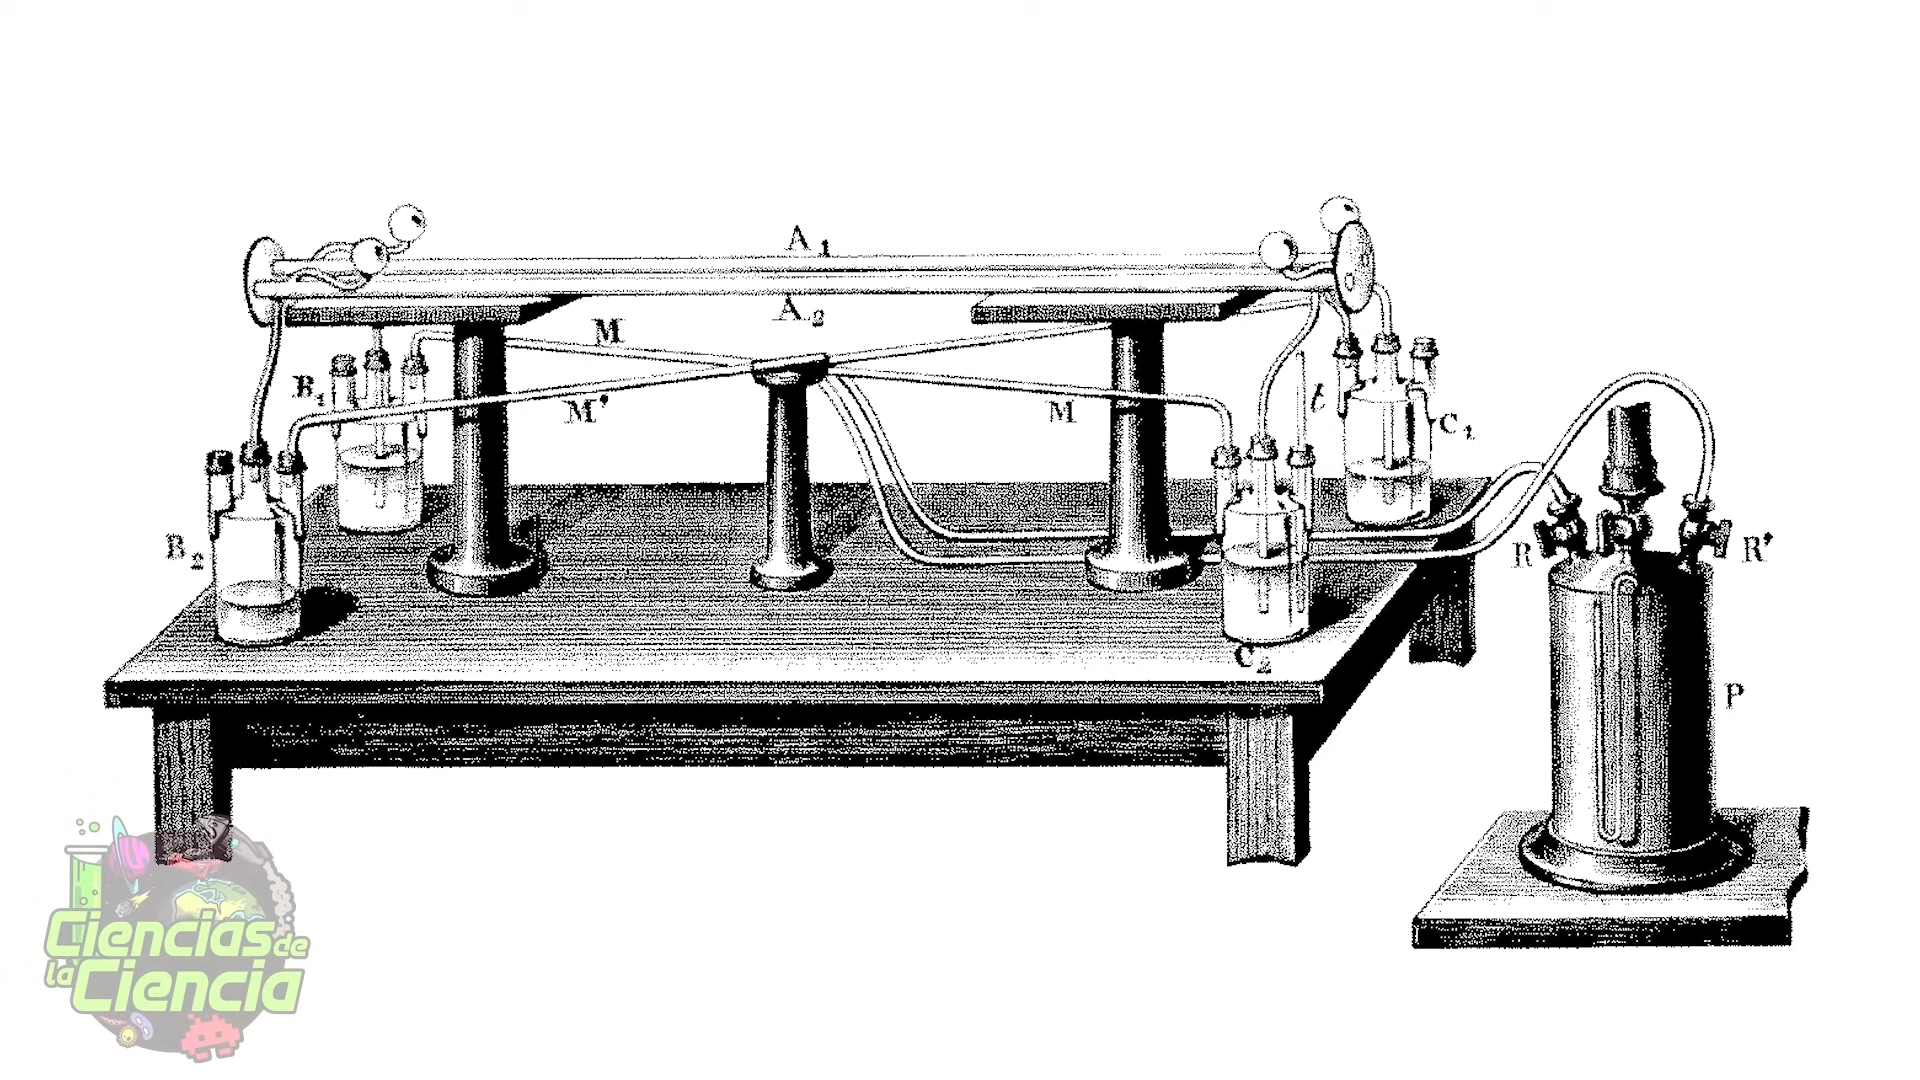 A₁
A₂
M
M'
M
B₁
B₂
t
C₁
C₂
R
R'
P
Ciencias de
la Ciencia